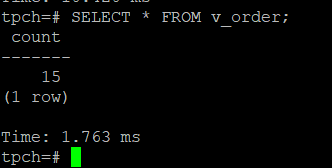 tpch=# SELECT * FROM v_order;
count
-------
15
(1 row)
Time: 1.763 ms
tpch=#